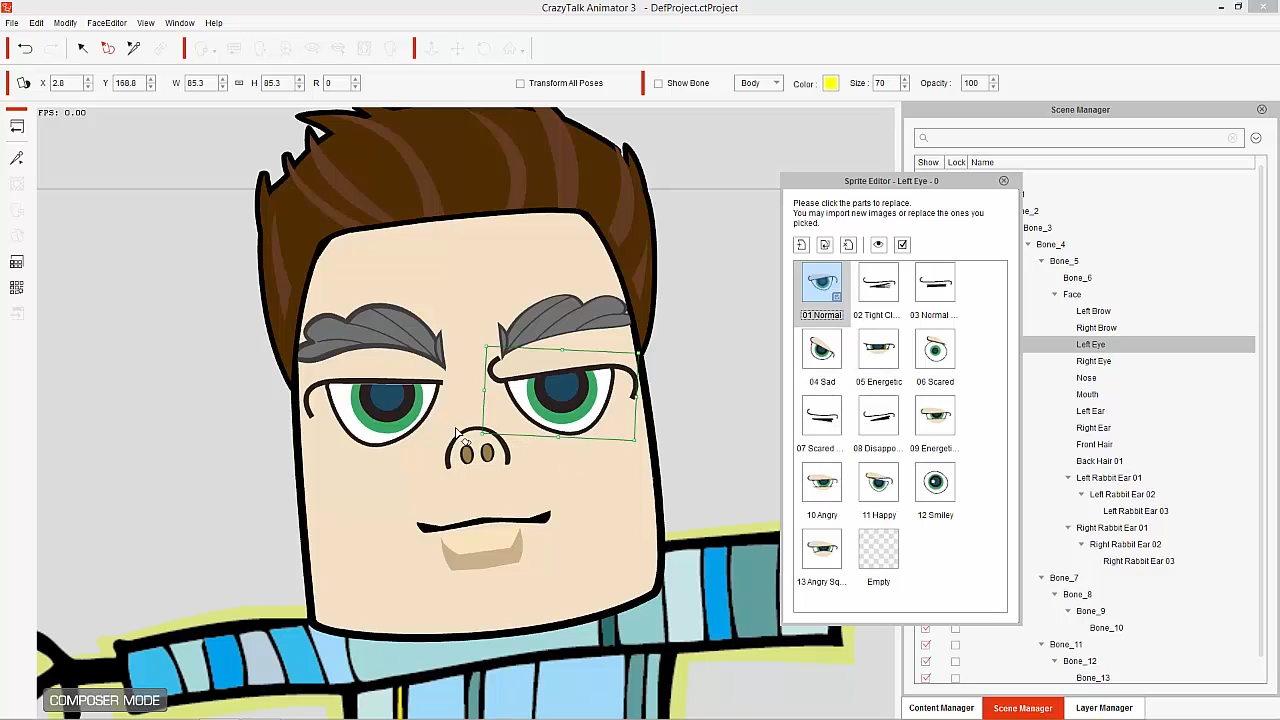 CrazyTalk Animator 3 - DefProject.ctProject
File Edit Modify FaceEditor View Window Help
X 2.8 Y 168.8 W 85.3 H 85.3 R 0 Transform All Poses Show Bone Body Color : Size : 70 Opacity : 100
FPS: 0.00
Scene Manager
Show Lock Name
Bone_3
Bone_4
Bone_5
Bone_6
Face
Left Brow
Right Brow
Left Eye
Right Eye
Nose
Mouth
Left Ear
Right Ear
Front Hair
Back Hair 01
Left Rabbit Ear 01
Left Rabbit Ear 02
Left Rabbit Ear 03
Right Rabbit Ear 01
Right Rabbit Ear 02
Right Rabbit Ear 03
Bone_7
Bone_8
Bone_9
Bone_10
Bone_11
Bone_12
Bone_13
Sprite Editor - Left Eye - 0
Please click the parts to replace.
You may import new images or replace the ones you
picked.
01 Normal 02 Tight Cl... 03 Normal ...
04 Sad 05 Energetic 06 Scared
07 Scared ... 08 Disappo... 09 Energeti...
10 Angry 11 Happy 12 Smiley
13 Angry Sq... Empty
COMPOSER MODE
Content Manager Scene Manager Layer Manager